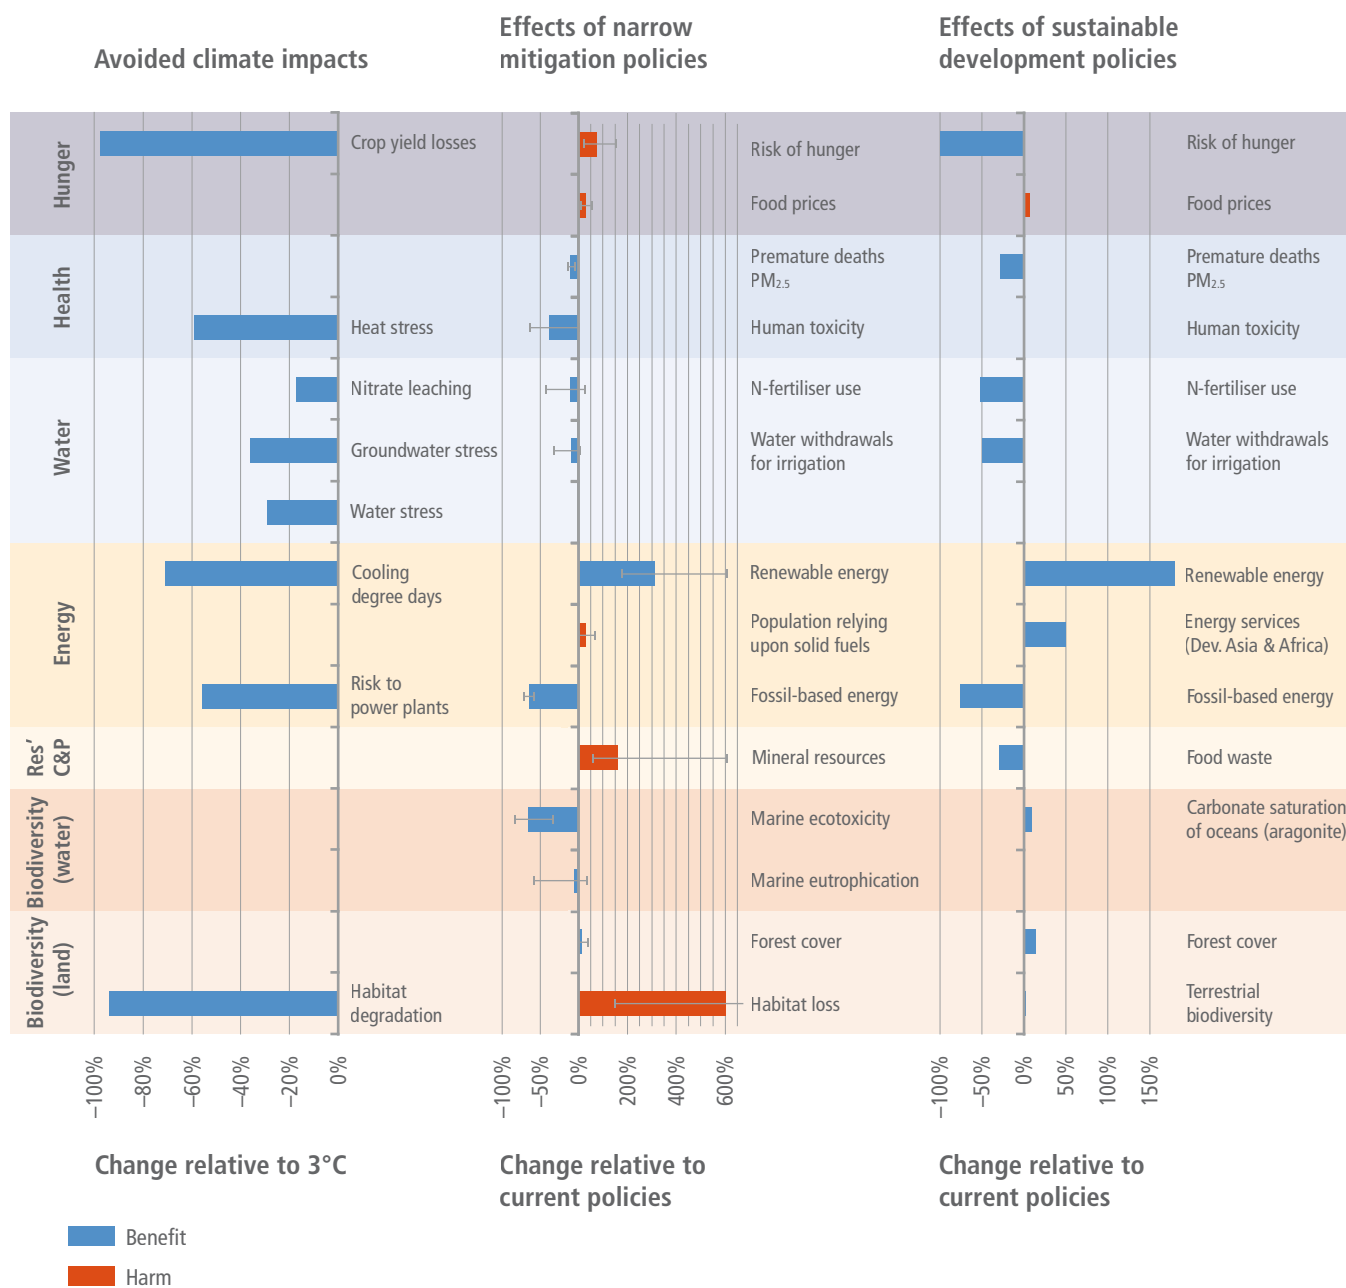 Avoided climate impacts
Effects of narrow
mitigation policies
Effects of sustainable
development policies
Hunger
Crop yield losses
Risk of hunger
Risk of hunger
Food prices
Food prices
Health
Premature deaths
PM2.5
Premature deaths
PM2.5
Heat stress
Human toxicity
Human toxicity
Water
Nitrate leaching
N-fertiliser use
N-fertiliser use
Groundwater stress
Water withdrawals
for irrigation
Water withdrawals
for irrigation
Water stress
Energy
Cooling
degree days
Renewable energy
Renewable energy
Population relying
upon solid fuels
Energy services
(Dev. Asia & Africa)
Risk to
power plants
Fossil-based energy
Fossil-based energy
Res'
C&P
Mineral resources
Food waste
Biodiversity
(water)
Marine ecotoxicity
Carbonate saturation
of oceans (aragonite)
Marine eutrophication
Biodiversity
(land)
Forest cover
Forest cover
Habitat
degradation
Habitat loss
Terrestrial
biodiversity
−100%
−80%
−60%
−40%
−20%
0%
−100%
−50%
0%
200%
400%
600%
−100%
−50%
0%
50%
100%
150%
Change relative to 3°C
Change relative to
current policies
Change relative to
current policies
Benefit
Harm